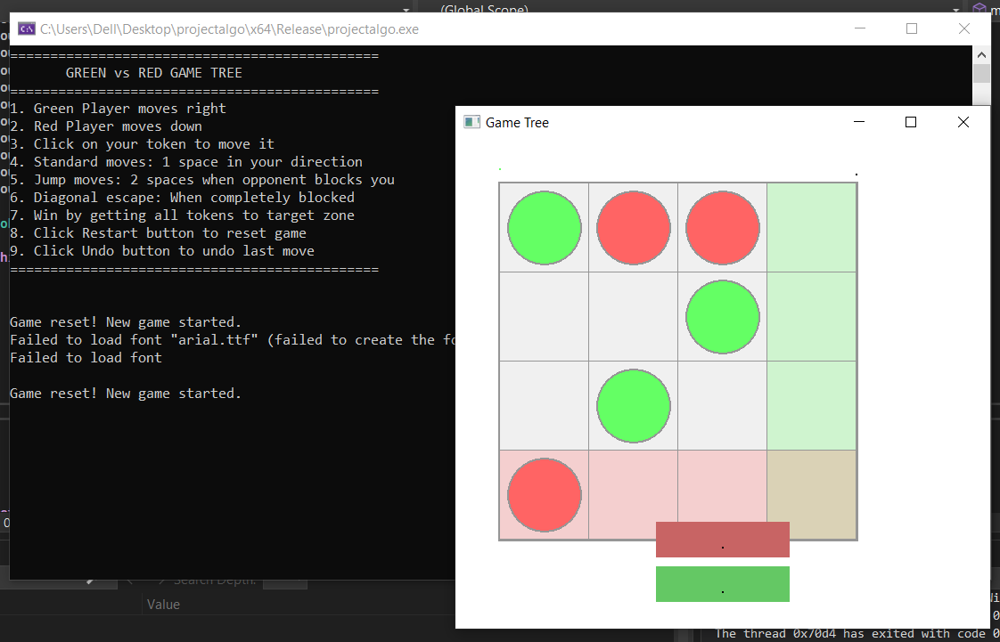 (Global Scope)
C:\Users\Dell\Desktop\projectalgo\x64\Release\projectalgo.exe
==============================================
GREEN vs RED GAME TREE
==============================================
1. Green Player moves right
2. Red Player moves down
3. Click on your token to move it
4. Standard moves: 1 space in your direction
5. Jump moves: 2 spaces when opponent blocks you
6. Diagonal escape: When completely blocked
7. Win by getting all tokens to target zone
8. Click Restart button to reset game
9. Click Undo button to undo last move
==============================================
Game reset! New game started.
Failed to load font "arial.ttf" (failed to create the fo
Failed to load font
Game reset! New game started.
Game Tree
.
.
Search Depth:
Value
The thread 0x70d4 has exited with code 0